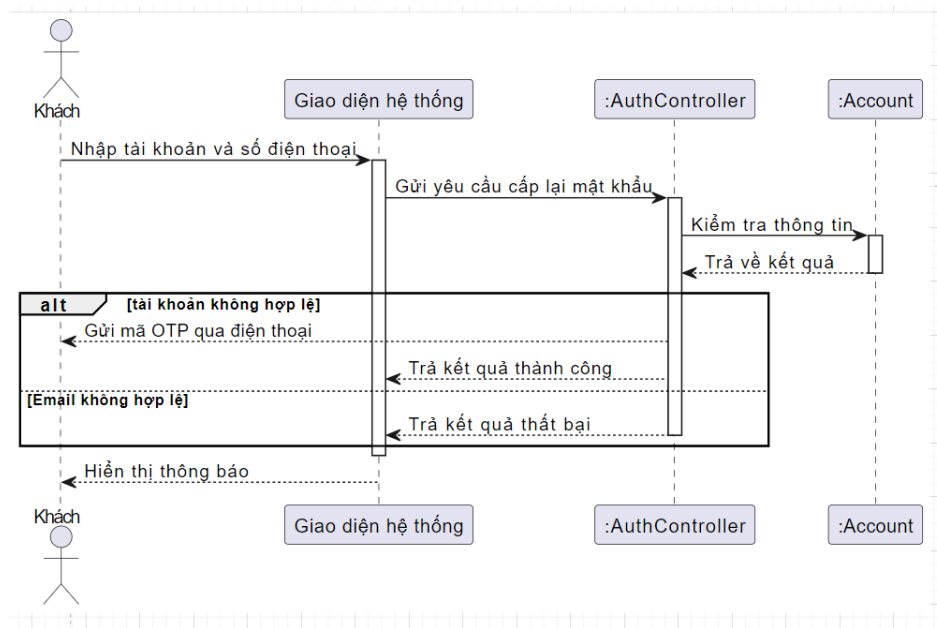 Khách
Giao diện hệ thống
:AuthController
:Account
Nhập tài khoản và số điện thoại
Gửi yêu cầu cấp lại mật khẩu
Kiểm tra thông tin
Trả về kết quả
alt
[tài khoản không hợp lệ]
Gửi mã OTP qua điện thoại
Trả kết quả thành công
[Email không hợp lệ]
Trả kết quả thất bại
Hiển thị thông báo
Khách
Giao diện hệ thống
:AuthController
:Account